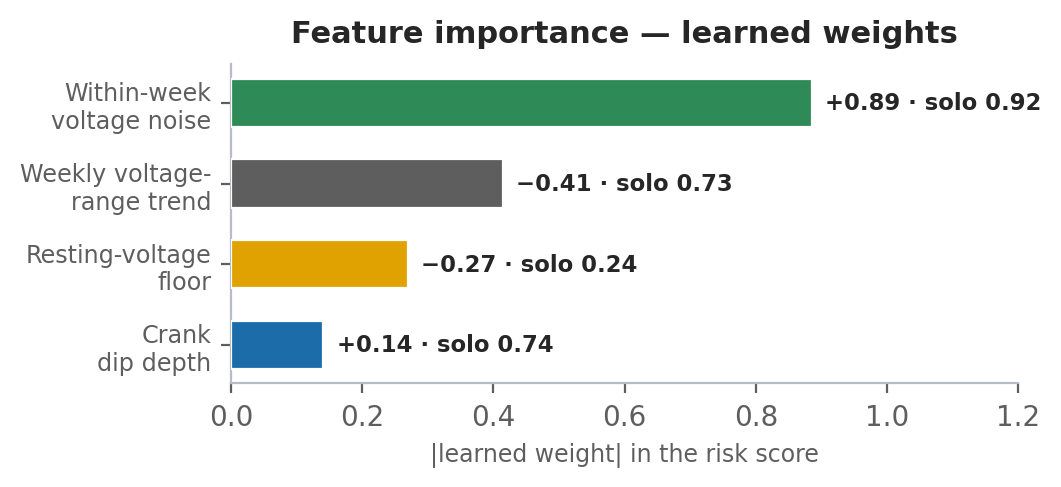 Feature importance — learned weights
Within-week
voltage noise
+0.89 · solo 0.92
Weekly voltage-
range trend
−0.41 · solo 0.73
Resting-voltage
floor
−0.27 · solo 0.24
Crank
dip depth
+0.14 · solo 0.74
0.0 0.2 0.4 0.6 0.8 1.0 1.2
|learned weight| in the risk score